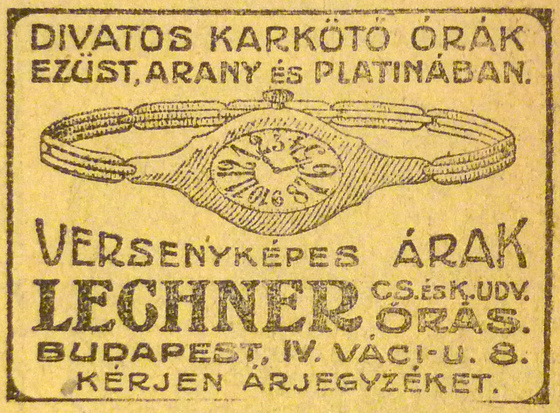 DIVATOS KARKÖTŐ ÓRÁK
EZÜST, ARANY ÉS PLATINÁBAN.
VERSENYKÉPES ÁRAK
LECHNER CS. ÉS K. UDV. ÓRÁS.
BUDAPEST, IV. VÁCI-U. 8.
KÉRJEN ÁRJEGYZÉKET.